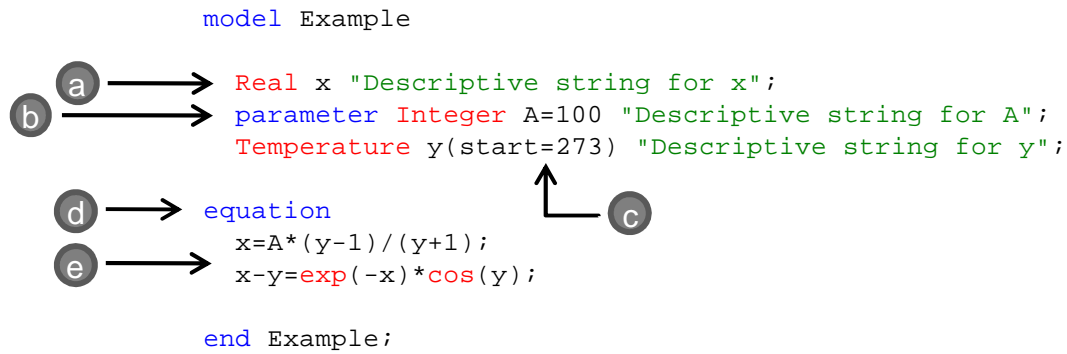 model Example
a Real x "Descriptive string for x";
b parameter Integer A=100 "Descriptive string for A";
Temperature y(start=273) "Descriptive string for y";
d equation c
x=A*(y-1)/(y+1);
e x-y=exp(-x)*cos(y);
end Example;